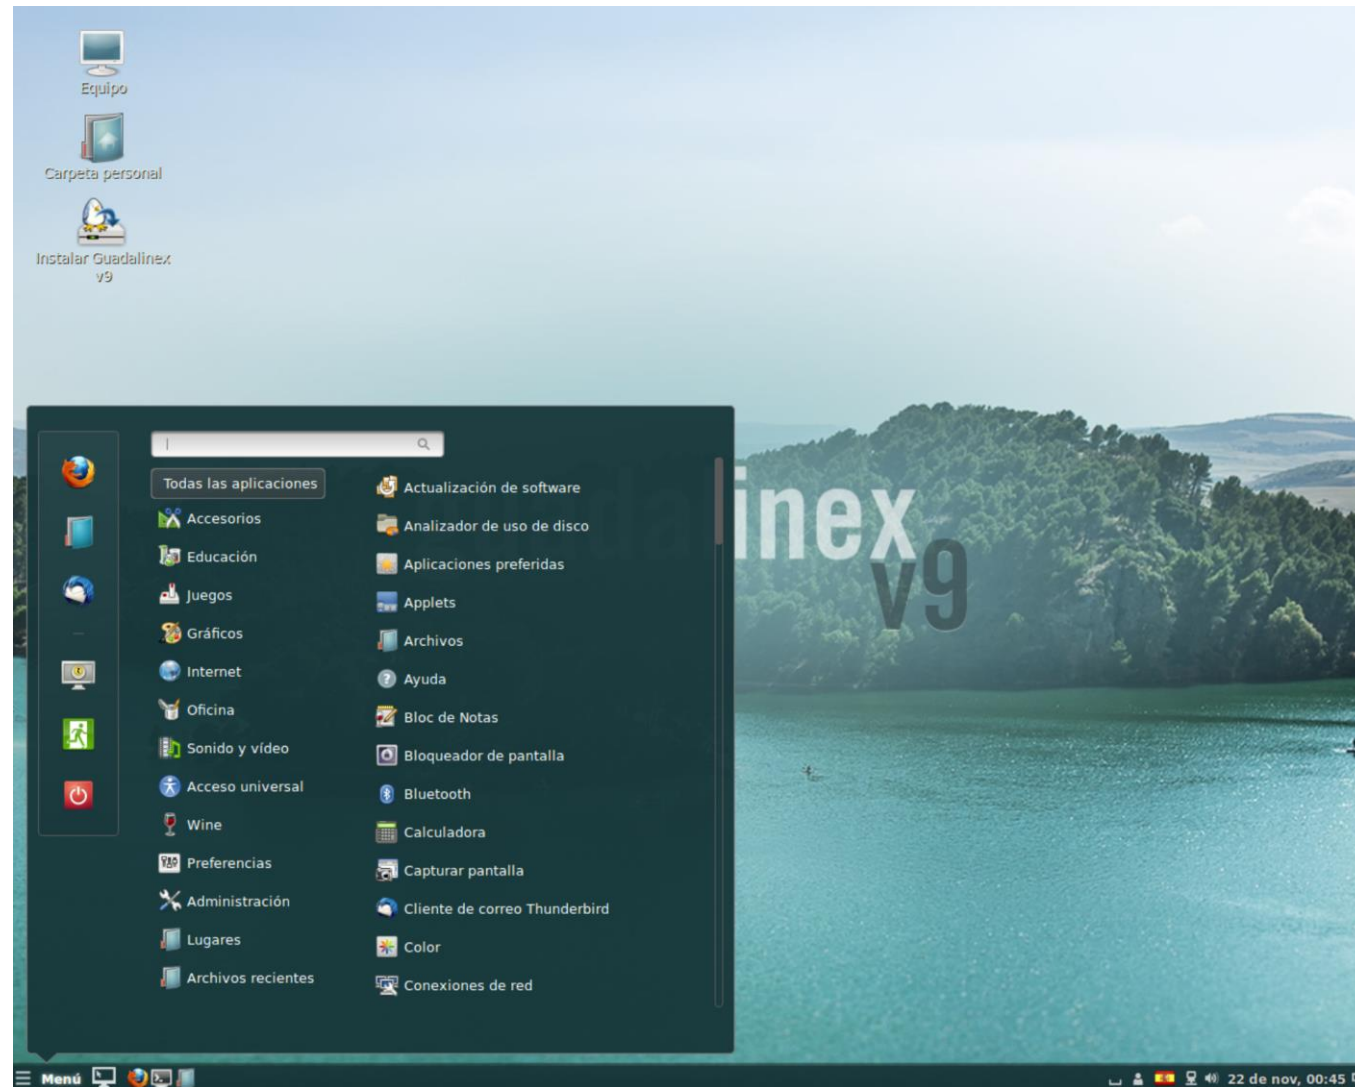 Equipo
Carpeta personal
Instalar Guadalinex
v9
Todas las aplicaciones
Accesorios
Educación
Juegos
Gráficos
Internet
Oficina
Sonido y vídeo
Acceso universal
Wine
Preferencias
Administración
Lugares
Archivos recientes
Actualización de software
Analizador de uso de disco
Aplicaciones preferidas
Applets
Archivos
Ayuda
Bloc de Notas
Bloqueador de pantalla
Bluetooth
Calculadora
Capturar pantalla
Cliente de correo Thunderbird
Color
Conexiones de red
guadalinex
v9
Menú
22 de nov, 00:45